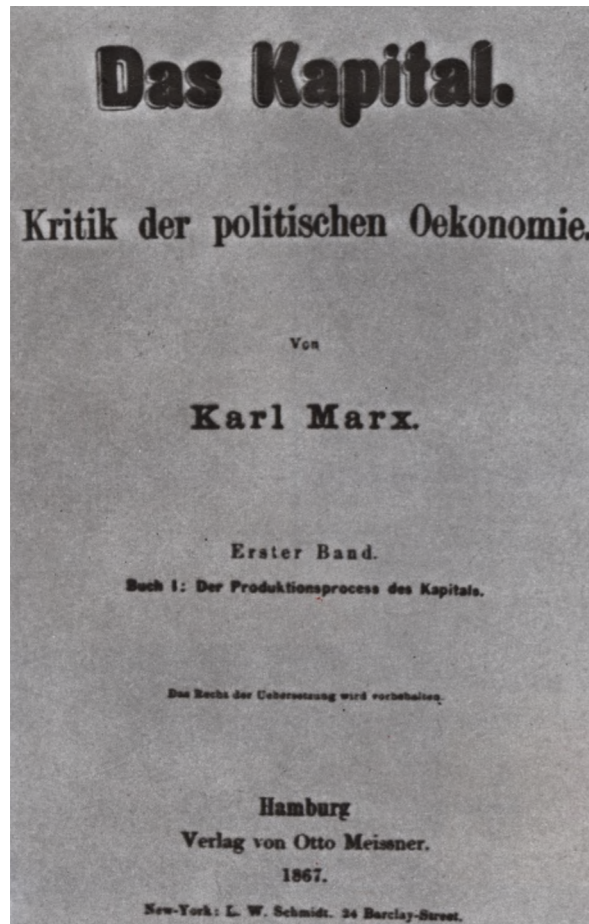 Das Kapital.
Kritik der politischen Oekonomie.
Von
Karl Marx.
Erster Band.
Buch I: Der Produktionsprocess des Kapitals.
Das Recht der Uebersetzung wird vorbehalten.
Hamburg
Verlag von Otto Meissner.
1867.
New-York: L. W. Schmidt. 24 Barclay-Street.